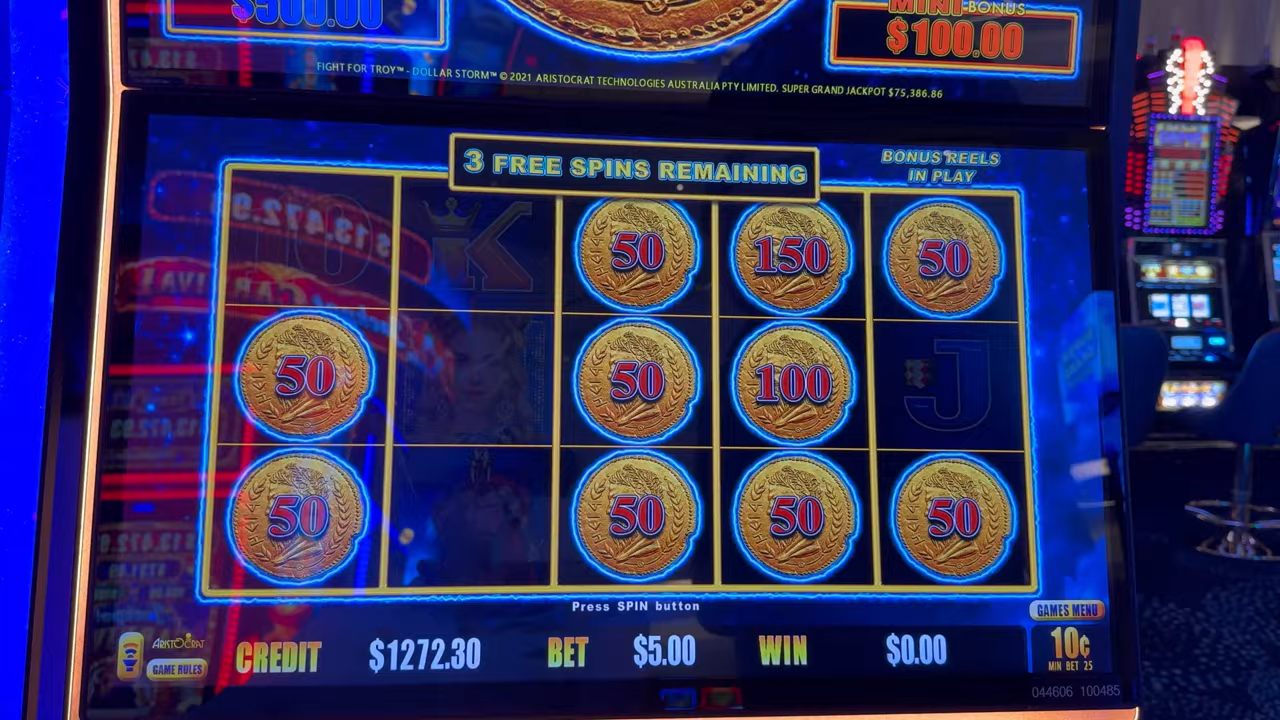 $500.00
MINI BONUS
$100.00
FIGHT FOR TROY™ - DOLLAR STORM™ © 2021 ARISTOCRAT TECHNOLOGIES AUSTRALIA PTY LIMITED. SUPER GRAND JACKPOT $75,386.86
3 FREE SPINS REMAINING
BONUS REELS
IN PLAY
10 K 50 150 50
50 50 100 J
50 50 50 50
Press SPIN button
GAMES MENU
ARISTOCRAT
GAME RULES
CREDIT $1272.30 BET $5.00 WIN $0.00
10¢
MIN BET 25
044606 100485